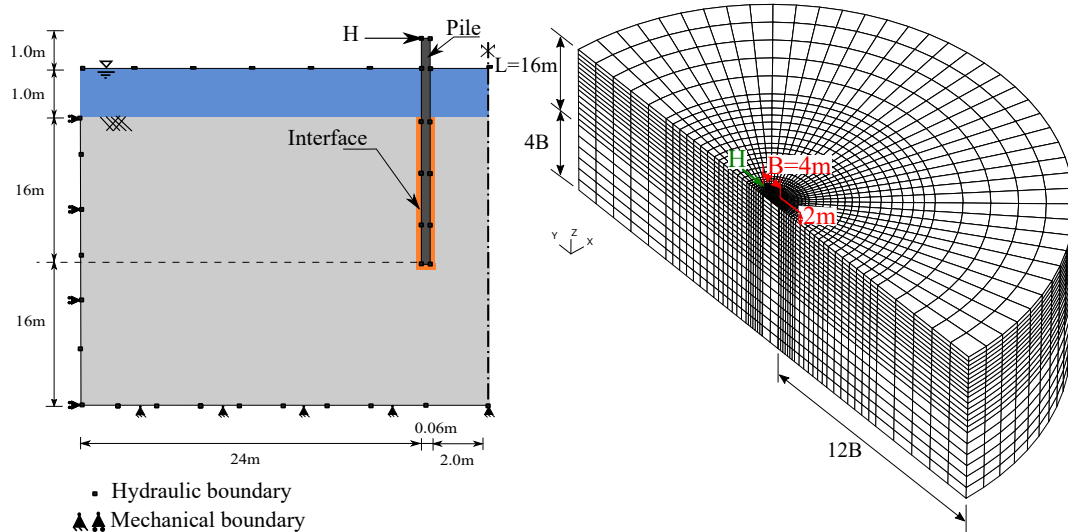 H
Pile
1.0m
1.0m
Interface
16m
16m
0.06m
24m
2.0m
Hydraulic boundary
Mechanical boundary
L=16m
4B
H
B=4m
2m
Y Z X
12B